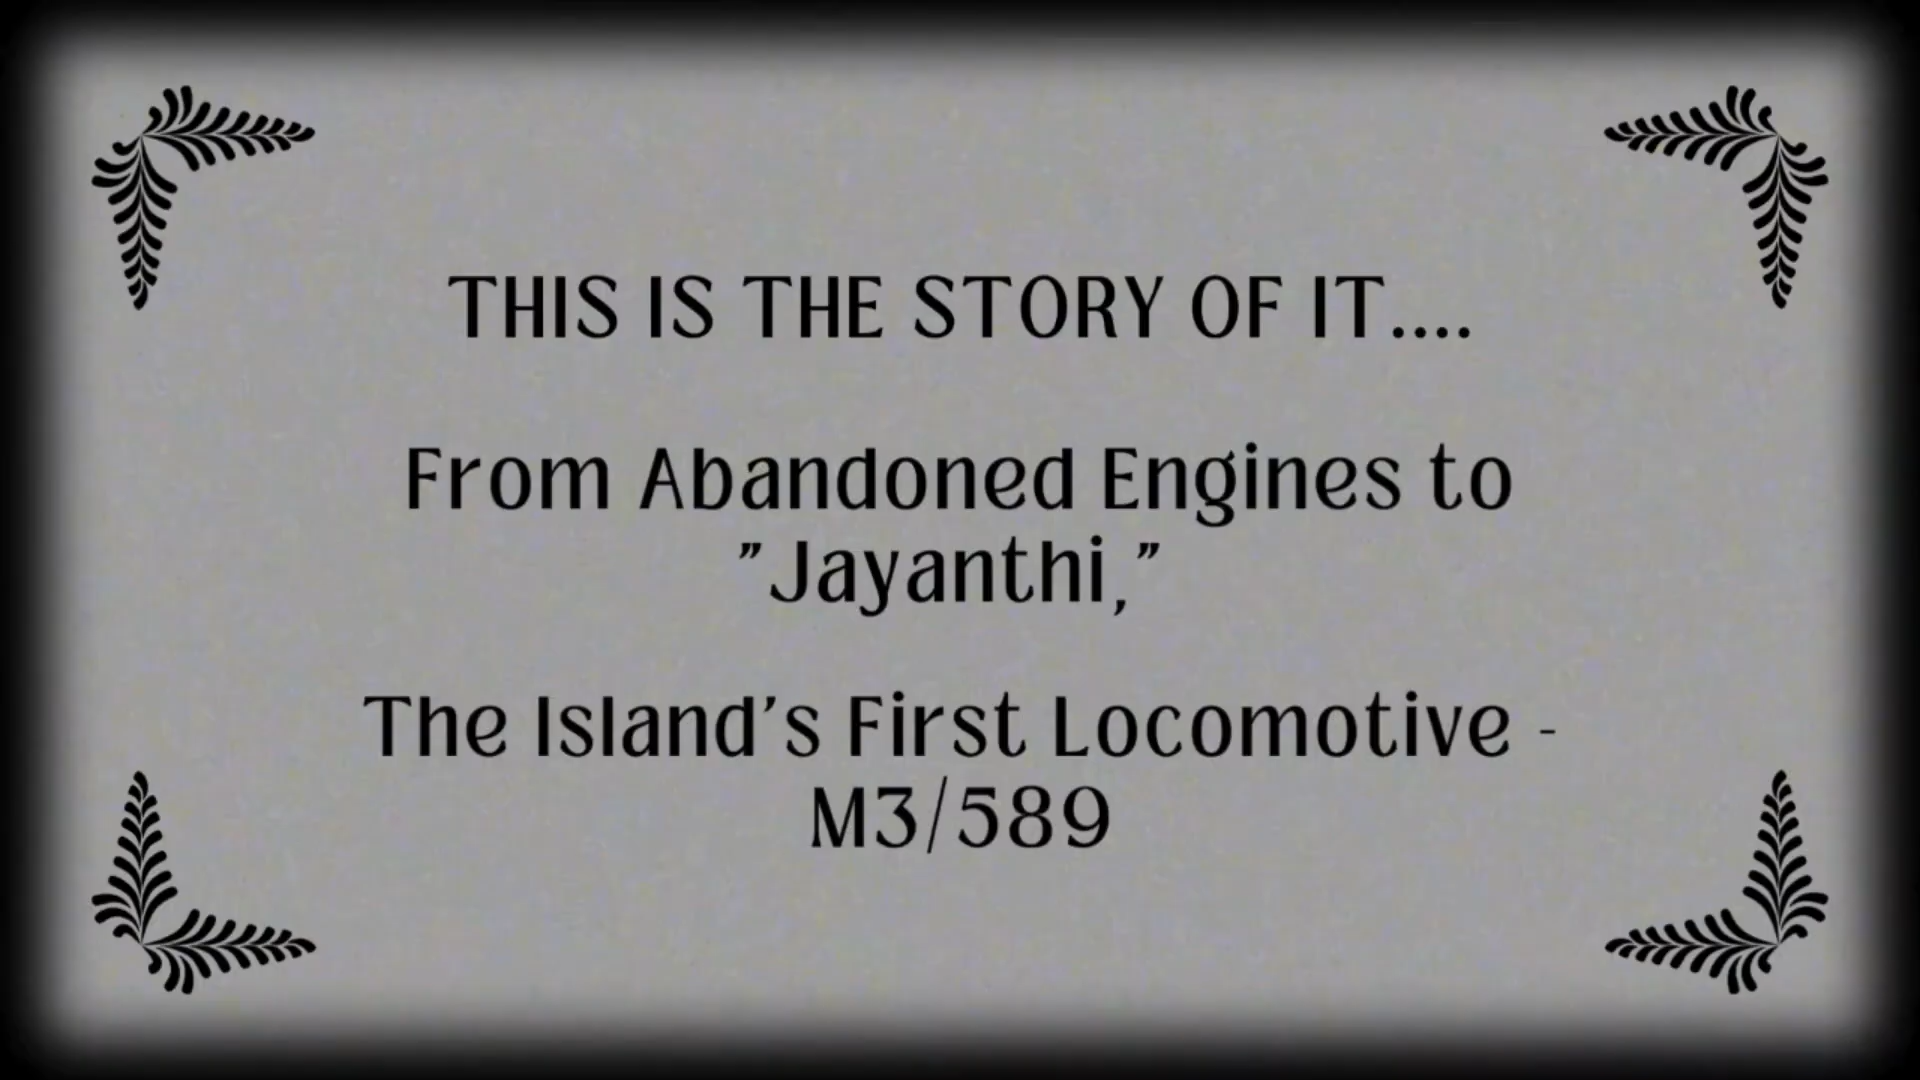 THIS IS THE STORY OF IT....
From Abandoned Engines to
"Jayanthi,"
The Island's First Locomotive -
M3/589